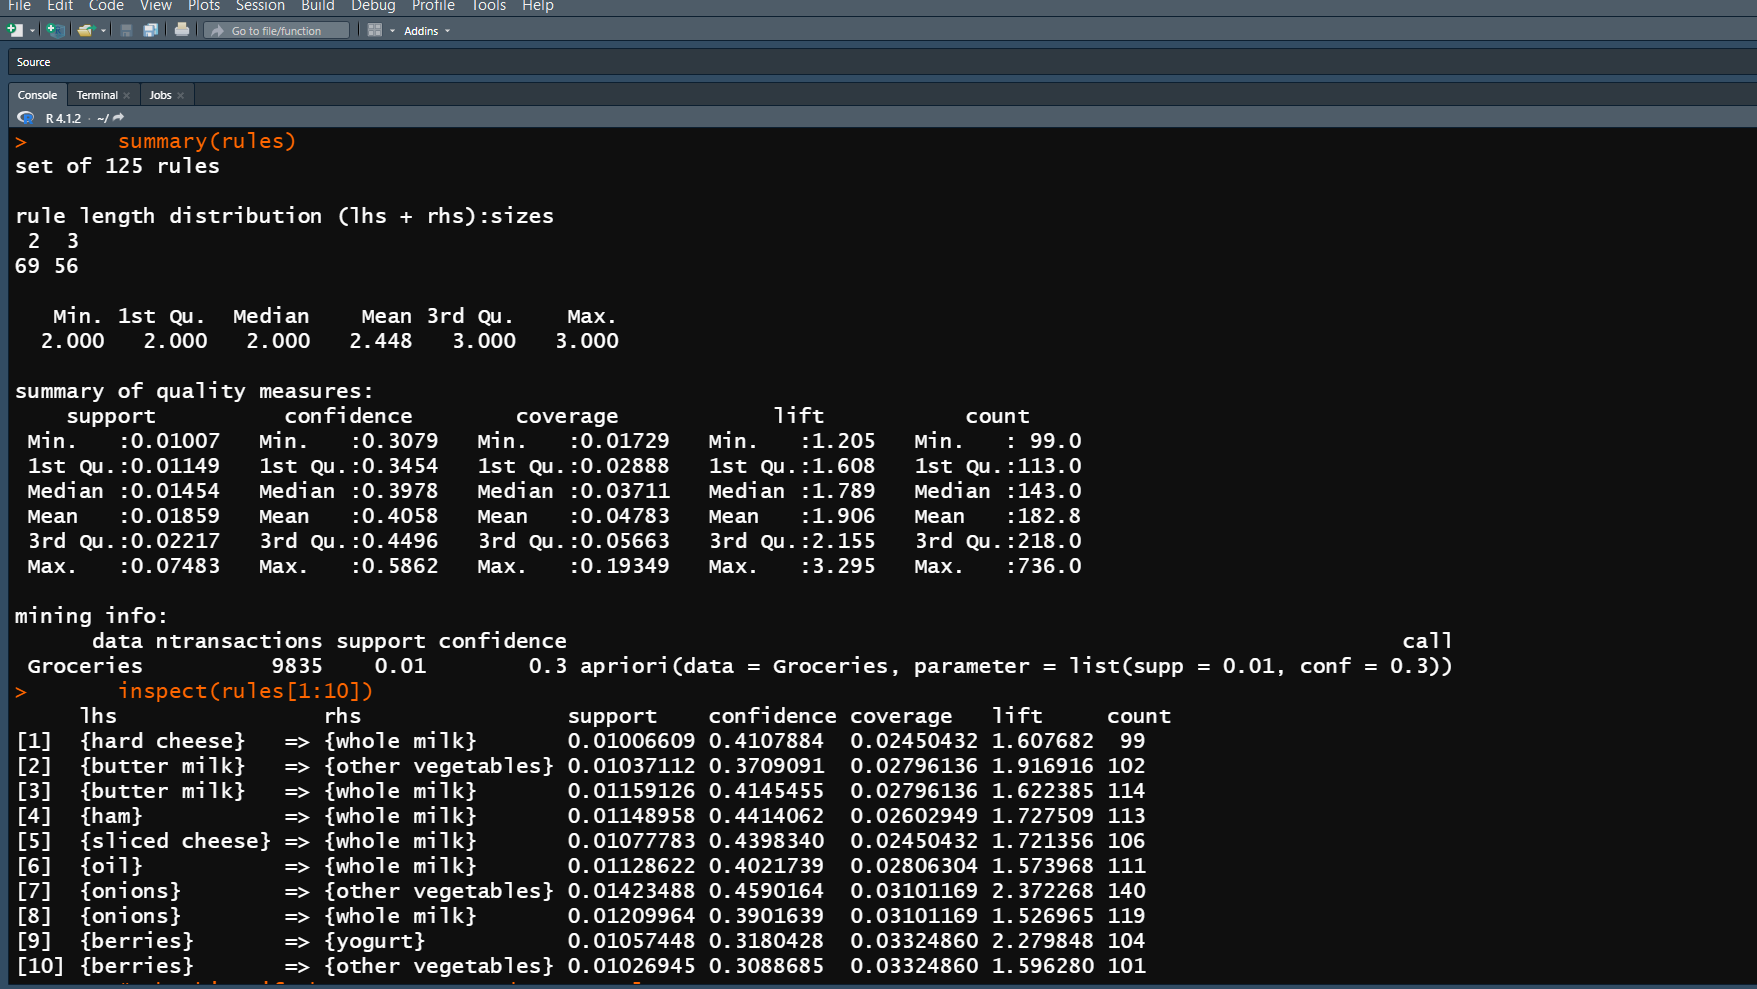 File Edit Code View Plots Session Build Debug Profile Tools Help
Go to file/function Addins
Source
Console Terminal Jobs
R 4.1.2 · ~/
> summary(rules)
set of 125 rules
rule length distribution (lhs + rhs):sizes
2 3
69 56
Min. 1st Qu. Median Mean 3rd Qu. Max.
2.000 2.000 2.000 2.448 3.000 3.000
summary of quality measures:
support confidence coverage lift count
Min. :0.01007 Min. :0.3079 Min. :0.01729 Min. :1.205 Min. : 99.0
1st Qu.:0.01149 1st Qu.:0.3454 1st Qu.:0.02888 1st Qu.:1.608 1st Qu.:113.0
Median :0.01454 Median :0.3978 Median :0.03711 Median :1.789 Median :143.0
Mean :0.01859 Mean :0.4058 Mean :0.04783 Mean :1.906 Mean :182.8
3rd Qu.:0.02217 3rd Qu.:0.4496 3rd Qu.:0.05663 3rd Qu.:2.155 3rd Qu.:218.0
Max. :0.07483 Max. :0.5862 Max. :0.19349 Max. :3.295 Max. :736.0
mining info:
data ntransactions support confidence call
Groceries 9835 0.01 0.3 apriori(data = Groceries, parameter = list(supp = 0.01, conf = 0.3))
> inspect(rules[1:10])
lhs rhs support confidence coverage lift count
[1] {hard cheese} => {whole milk} 0.01006609 0.4107884 0.02450432 1.607682 99
[2] {butter milk} => {other vegetables} 0.01037112 0.3709091 0.02796136 1.916916 102
[3] {butter milk} => {whole milk} 0.01159126 0.4145455 0.02796136 1.622385 114
[4] {ham} => {whole milk} 0.01148958 0.4414062 0.02602949 1.727509 113
[5] {sliced cheese} => {whole milk} 0.01077783 0.4398340 0.02450432 1.721356 106
[6] {oil} => {whole milk} 0.01128622 0.4021739 0.02806304 1.573968 111
[7] {onions} => {other vegetables} 0.01423488 0.4590164 0.03101169 2.372268 140
[8] {onions} => {whole milk} 0.01209964 0.3901639 0.03101169 1.526965 119
[9] {berries} => {yogurt} 0.01057448 0.3180428 0.03324860 2.279848 104
[10] {berries} => {other vegetables} 0.01026945 0.3088685 0.03324860 1.596280 101